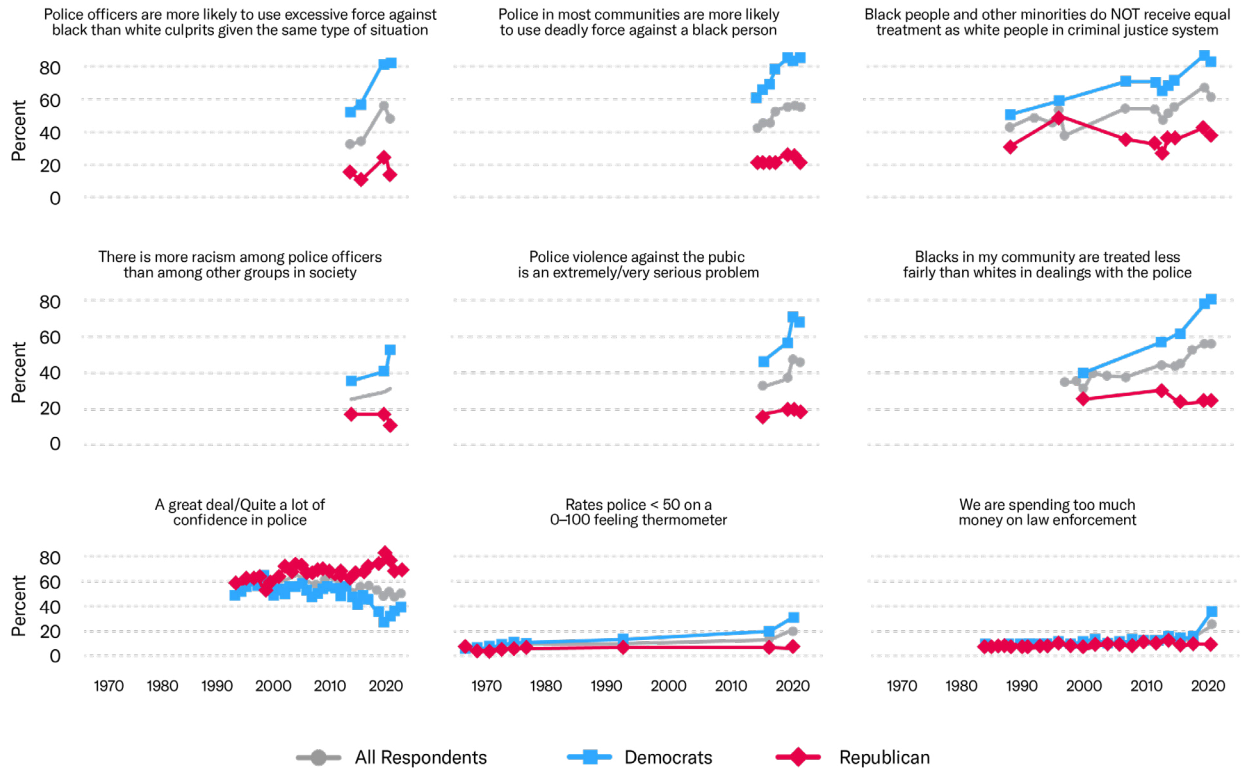 Police officers are more likely to use excessive force against
black than white culprits given the same type of situation
Police in most communities are more likely
to use deadly force against a black person
Black people and other minorities do NOT receive equal
treatment as white people in criminal justice system
Percent
80
60
40
20
0
There is more racism among police officers
than among other groups in society
Police violence against the pubic
is an extremely/very serious problem
Blacks in my community are treated less
fairly than whites in dealings with the police
Percent
80
60
40
20
0
A great deal/Quite a lot of
confidence in police
Rates police < 50 on a
0–100 feeling thermometer
We are spending too much
money on law enforcement
Percent
80
60
40
20
0
1970 1980 1990 2000 2010 2020
1970 1980 1990 2000 2010 2020
1970 1980 1990 2000 2010 2020
All Respondents
Democrats
Republican